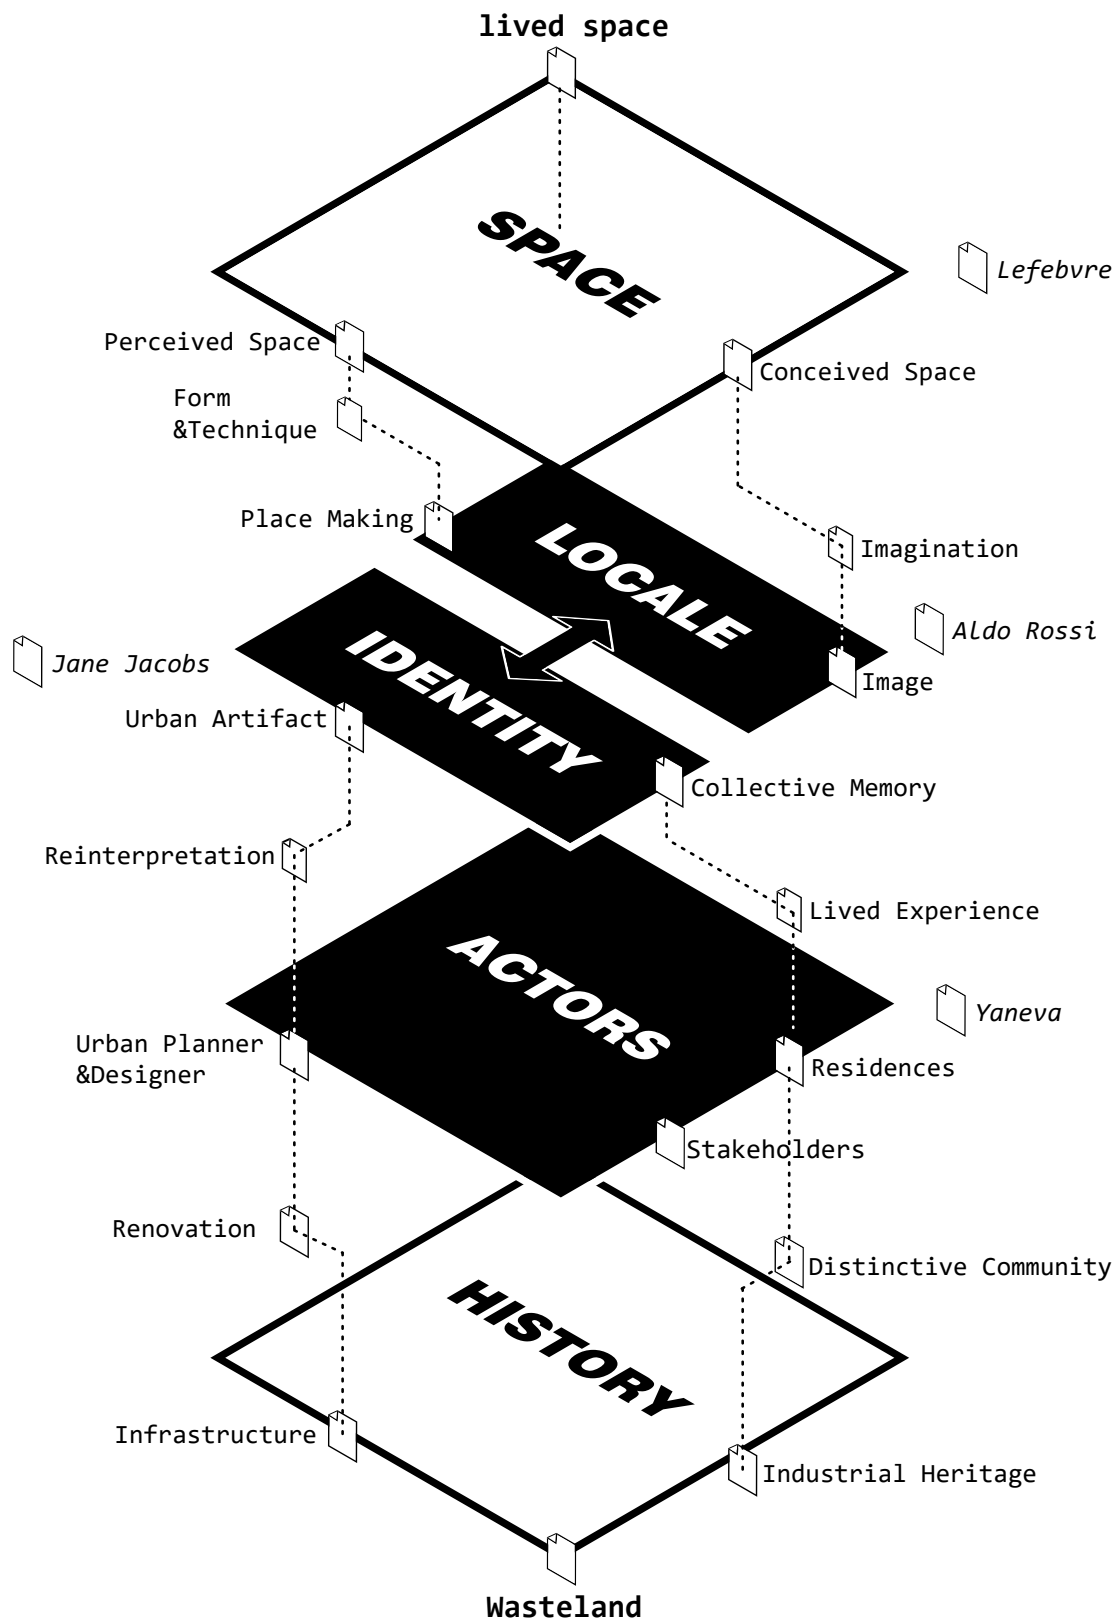 lived space
SPACE
Lefebvre
Perceived Space
Conceived Space
Form
&Technique
Place Making
LOCALE
Imagination
Aldo Rossi
Jane Jacobs
IDENTITY
Image
Urban Artifact
Collective Memory
Reinterpretation
Lived Experience
ACTORS
Yaneva
Urban Planner
&Designer
Residences
Stakeholders
Renovation
Distinctive Community
HISTORY
Infrastructure
Industrial Heritage
Wasteland